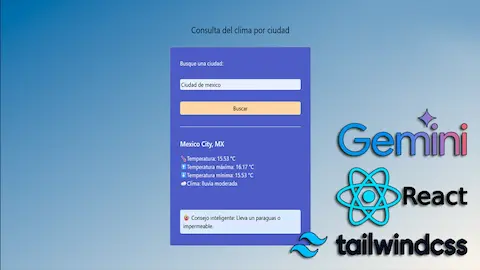 Consulta del clima por ciudad
Busque una ciudad:
Ciudad de mexico
Buscar
Mexico City, MX
Temperatura: 15.53 °C
Temperatura máxima: 16.17 °C
Temperatura mínima: 15.53 °C
Clima: lluvia moderada
Consejo inteligente: Lleva un paraguas o
impermeable.
Gemini
React
tailwindcss